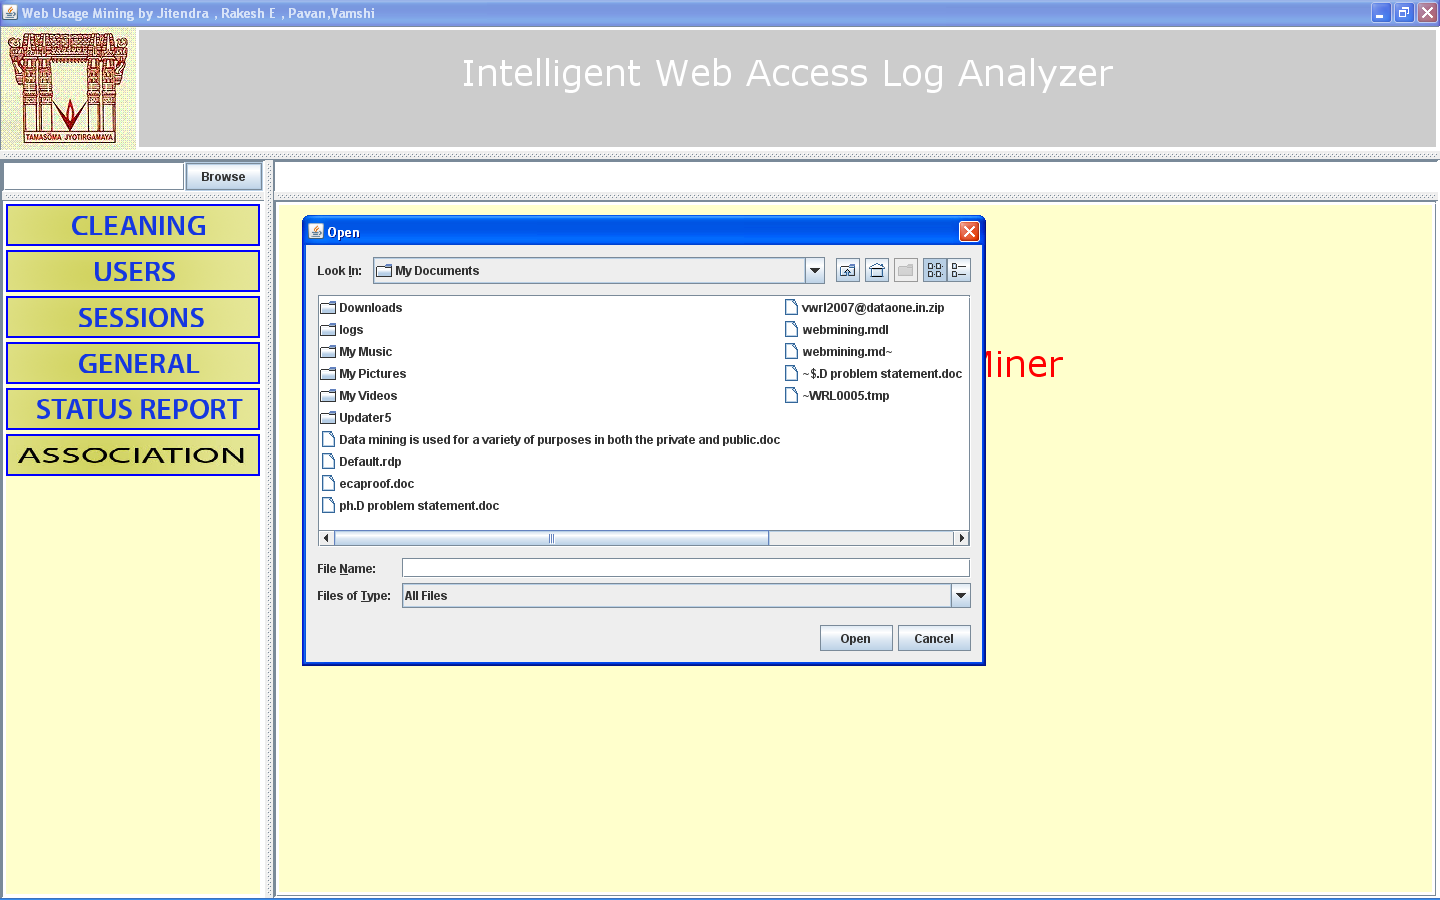 Web Usage Mining by Jitendra , Rakesh E , Pavan,Vamshi
TAMASOMA JYOTIRGAMAYA
Intelligent Web Access Log Analyzer
Browse
CLEANING
USERS
SESSIONS
GENERAL
STATUS REPORT
ASSOCIATION
Miner
Open
Look In:
My Documents
Downloads
logs
My Music
My Pictures
My Videos
Updater5
Data mining is used for a variety of purposes in both the private and public.doc
Default.rdp
ecaproof.doc
ph.D problem statement.doc
vwrl2007@dataone.in.zip
webmining.mdl
webmining.md~
~$.D problem statement.doc
~WRL0005.tmp
File Name:
Files of Type:
All Files
Open
Cancel